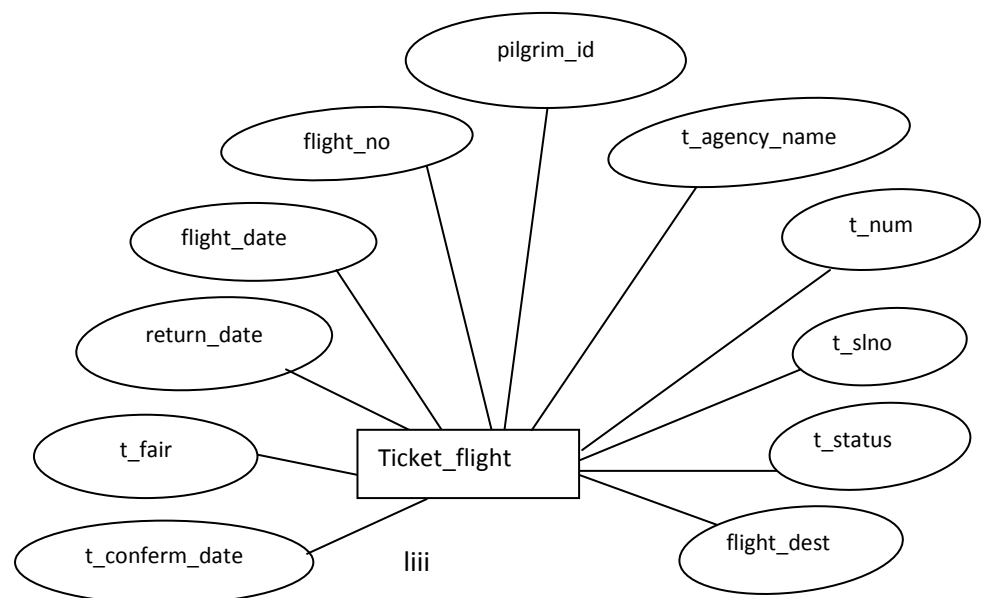 pilgrim_id
flight_no
t_agency_name
flight_date
t_num
return_date
t_slno
t_fair
Ticket_flight
t_status
t_conferm_date
liii
flight_dest